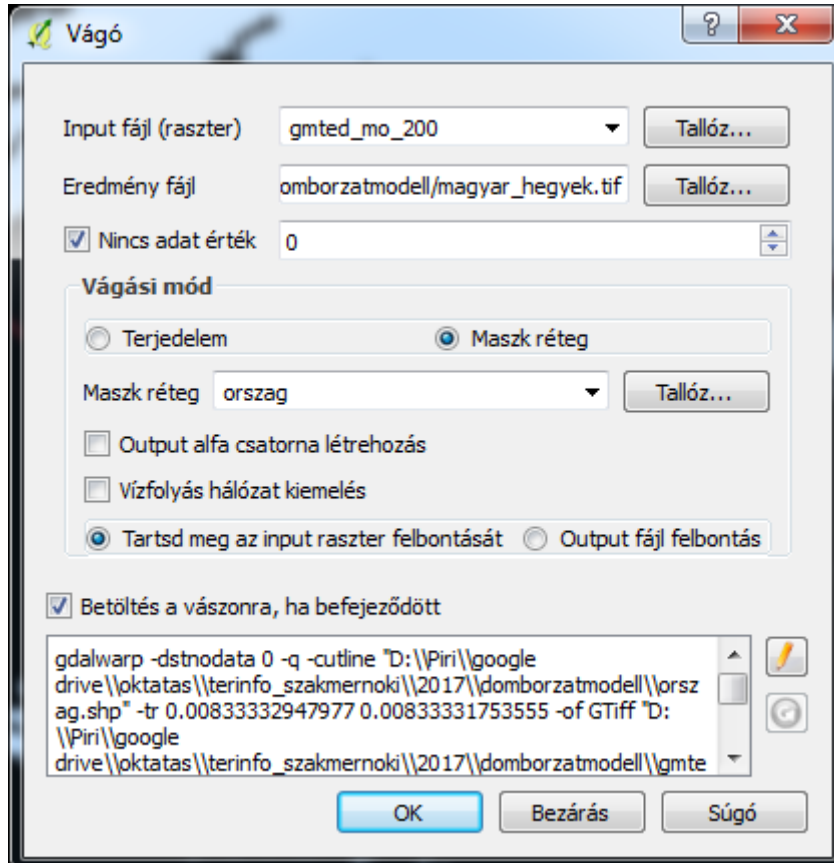 Vágó
Input fájl (raszter) gmted_mo_200 Tallóz...
Eredmény fájl omborzatmodell/magyar_hegyek.tif Tallóz...
Nincs adat érték 0
Vágási mód
Terjedelem Maszk réteg
Maszk réteg orszag Tallóz...
Output alfa csatorna létrehozás
Vízfolyás hálózat kiemelés
Tartsd meg az input raszter felbontását Output fájl felbontás
Betöltés a vászonra, ha befejeződött
gdalwarp -dstnodata 0 -q -cutline "D:\\Piri\\google
drive\\oktatas\\terinfo_szakmernoki\\2017\\domborzatmodell\\orsz
ag.shp" -tr 0.00833332947977 0.00833331753555 -of GTiff "D:
\\Piri\\google
drive\\oktatas\\terinfo_szakmernoki\\2017\\domborzatmodell\\gmte
OK Bezárás Súgó